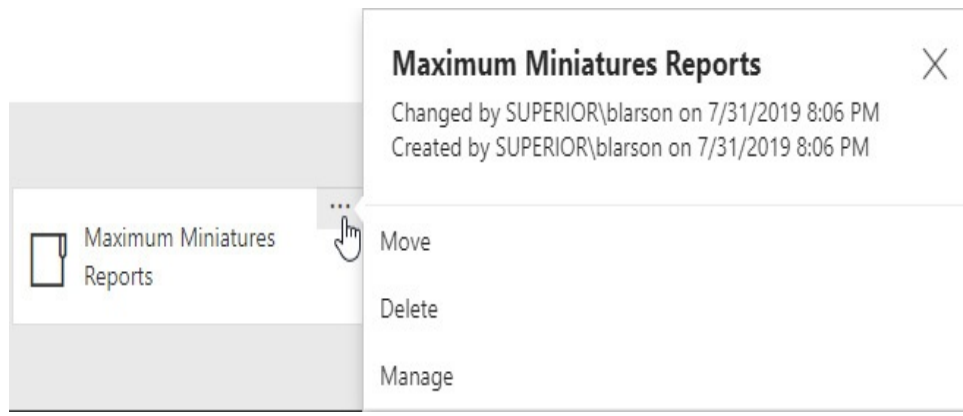 Maximum Miniatures
Reports
...
Maximum Miniatures Reports
Changed by SUPERIOR\blarson on 7/31/2019 8:06 PM
Created by SUPERIOR\blarson on 7/31/2019 8:06 PM
Move
Delete
Manage